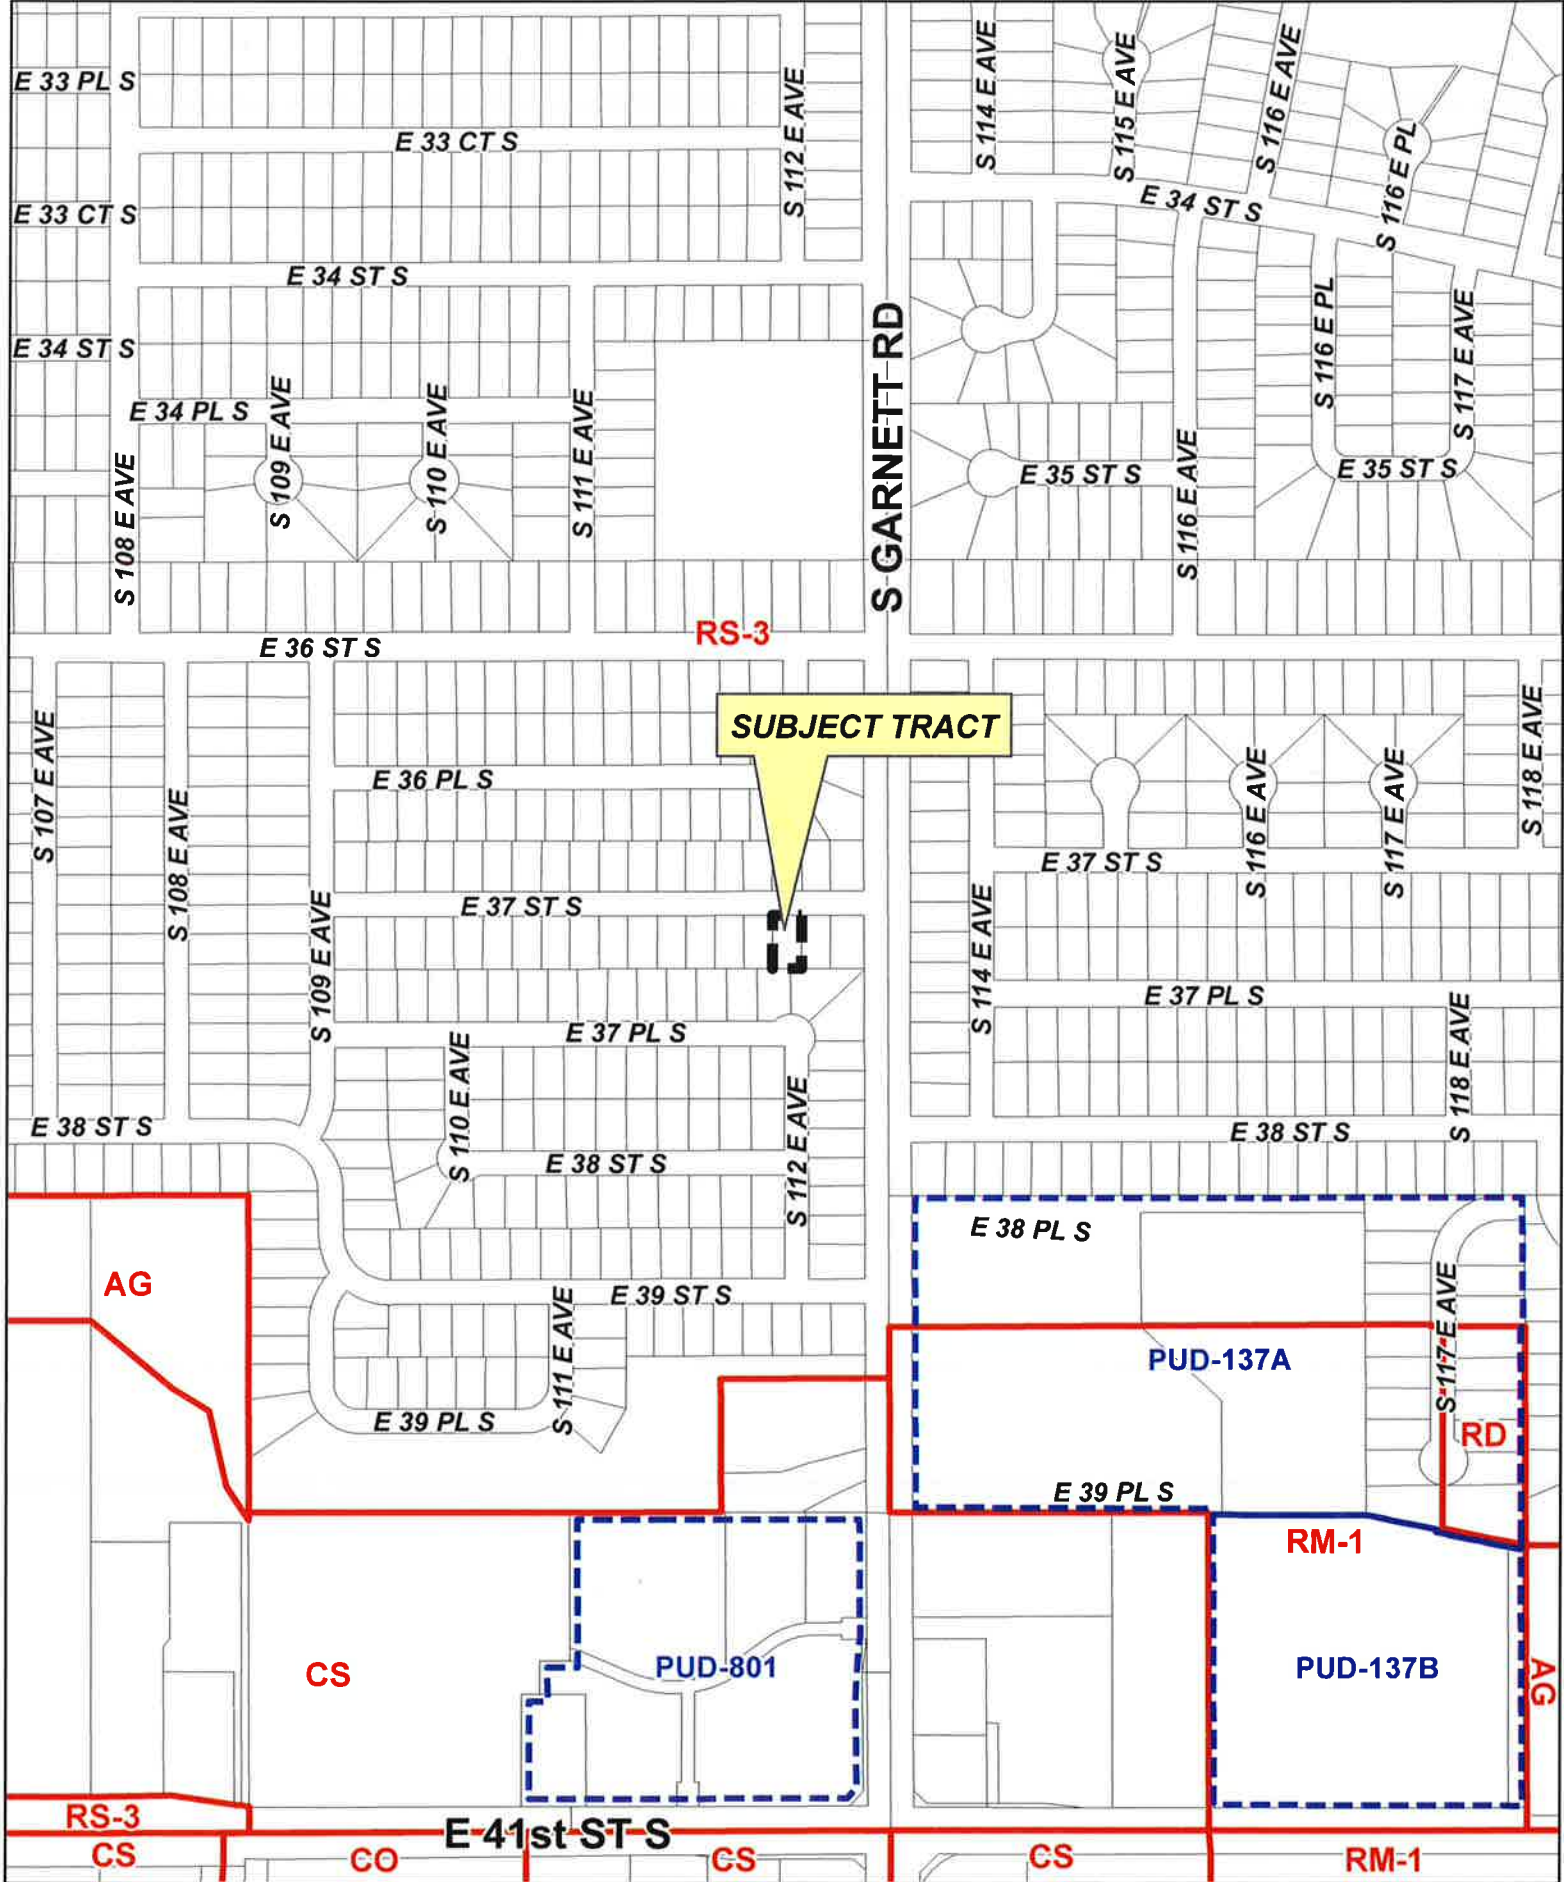 E 33 PL S
E 33 CT S
S 112 E AVE
S 114 E AVE
S 115 E AVE
S 116 E AVE
S 116 E PL
E 33 CT S
E 34 ST S
E 34 ST S
E 34 ST S
S GARNETT RD
S 116 E PL
S 117 E AVE
E 34 PL S
S 109 E AVE
S 110 E AVE
S 111 E AVE
S 108 E AVE
E 35 ST S
S 116 E AVE
E 35 ST S
RS-3
E 36 ST S
SUBJECT TRACT
S 107 E AVE
S 108 E AVE
E 36 PL S
S 116 E AVE
S 117 E AVE
S 118 E AVE
E 37 ST S
E 37 ST S
S 109 E AVE
S 114 E AVE
E 37 PL S
E 37 PL S
S 110 E AVE
S 112 E AVE
S 118 E AVE
E 38 ST S
E 38 ST S
E 38 ST S
E 38 PL S
AG
E 39 ST S
S 111 E AVE
S 117 E AVE
PUD-137A
E 39 PL S
RD
E 39 PL S
RM-1
CS
PUD-801
PUD-137B
AG
RS-3
E 41st ST S
CS
CO
CS
CS
RM-1